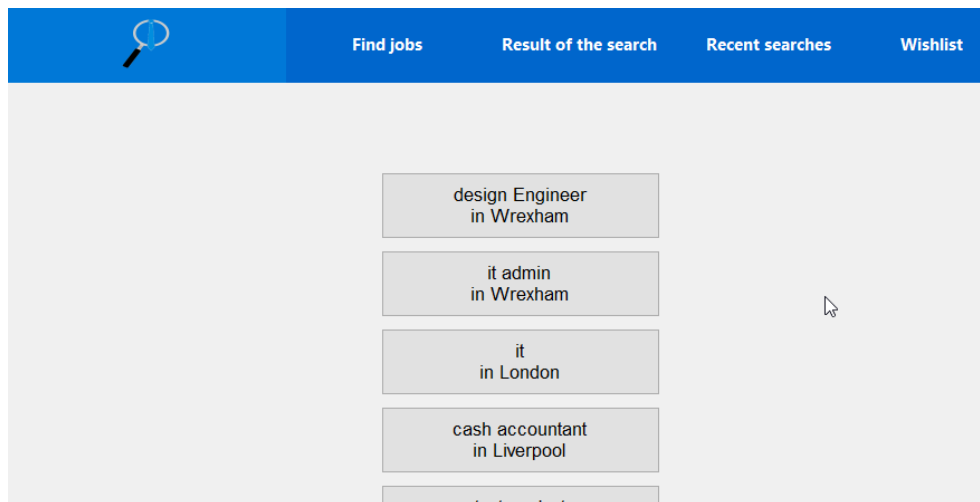 Find jobs
Result of the search
Recent searches
Wishlist
design Engineer
in Wrexham
it admin
in Wrexham
it
in London
cash accountant
in Liverpool